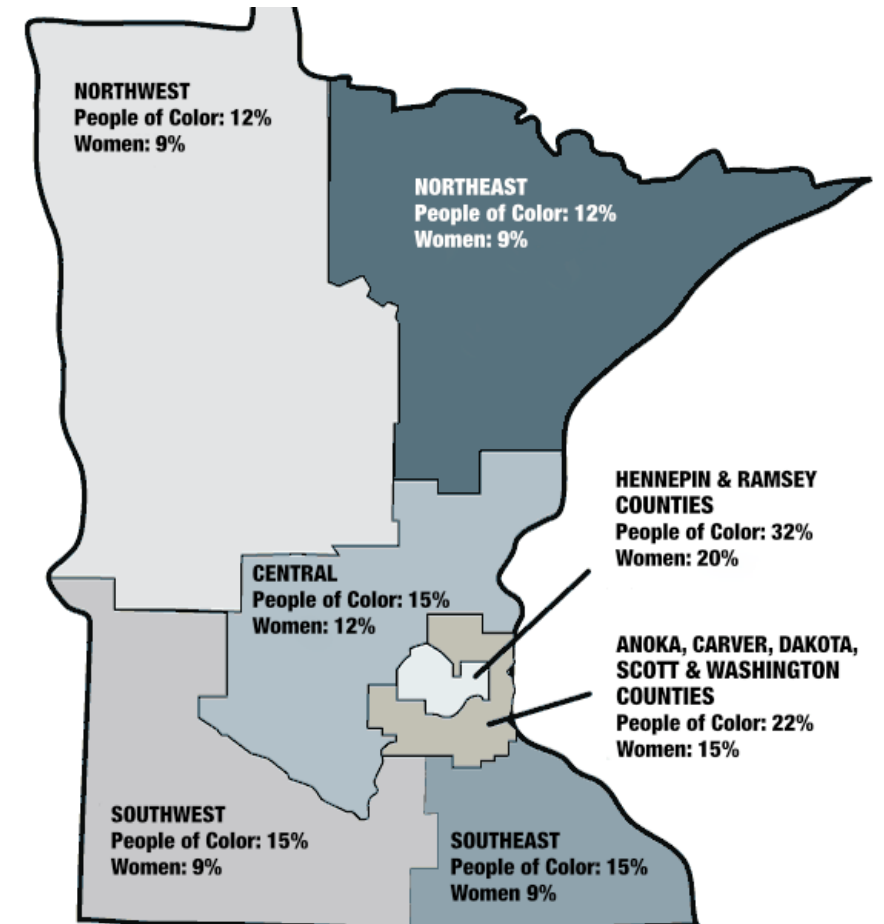 NORTHWEST
People of Color: 12%
Women: 9%
NORTHEAST
People of Color: 12%
Women: 9%
HENNEPIN & RAMSEY
COUNTIES
People of Color: 32%
Women: 20%
CENTRAL
People of Color: 15%
Women: 12%
ANOKA, CARVER, DAKOTA,
SCOTT & WASHINGTON
COUNTIES
People of Color: 22%
Women: 15%
SOUTHWEST
People of Color: 15%
Women: 9%
SOUTHEAST
People of Color: 15%
Women 9%